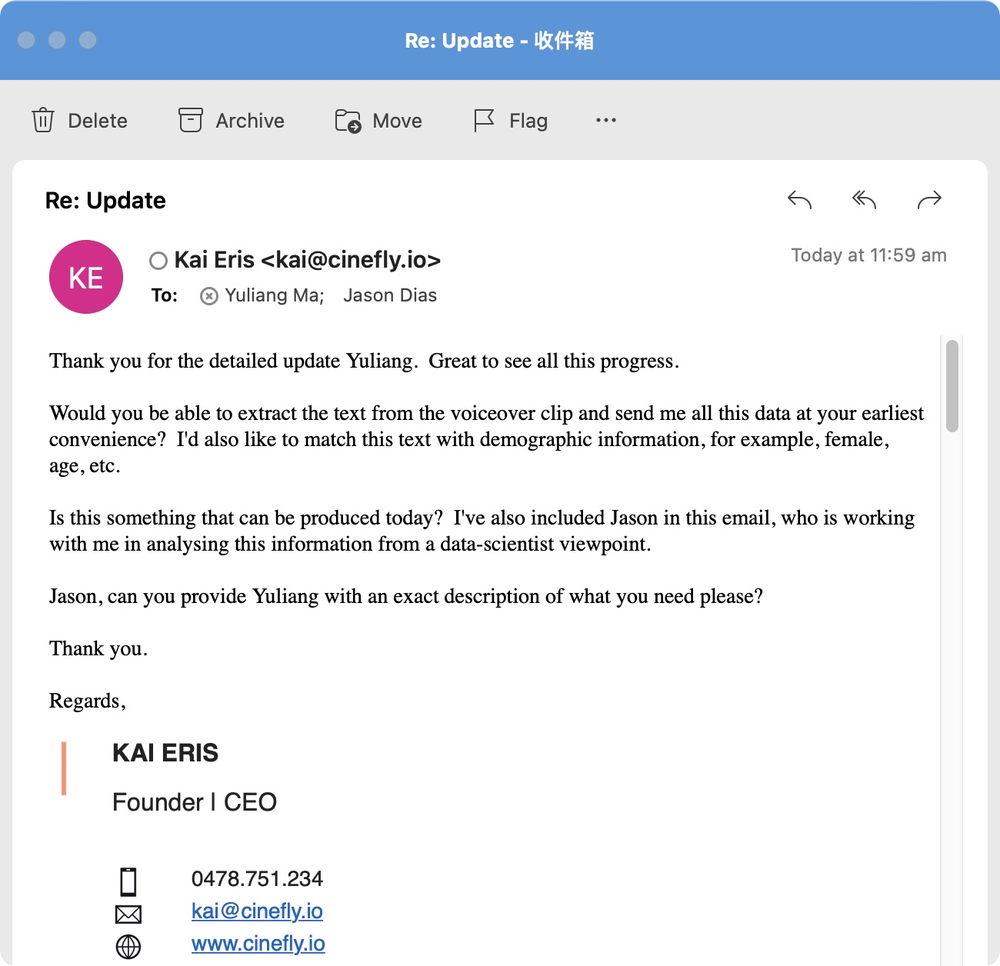 Re: Update - 收件箱
Delete Archive Move Flag ···
Re: Update
KE
Kai Eris <kai@cinefly.io>
Today at 11:59 am
To: Yuliang Ma; Jason Dias
Thank you for the detailed update Yuliang.  Great to see all this progress.
Would you be able to extract the text from the voiceover clip and send me all this data at your earliest
convenience?  I'd also like to match this text with demographic information, for example, female,
age, etc.
Is this something that can be produced today?  I've also included Jason in this email, who is working
with me in analysing this information from a data-scientist viewpoint.
Jason, can you provide Yuliang with an exact description of what you need please?
Thank you.
Regards,
KAI ERIS
Founder | CEO
0478.751.234
kai@cinefly.io
www.cinefly.io